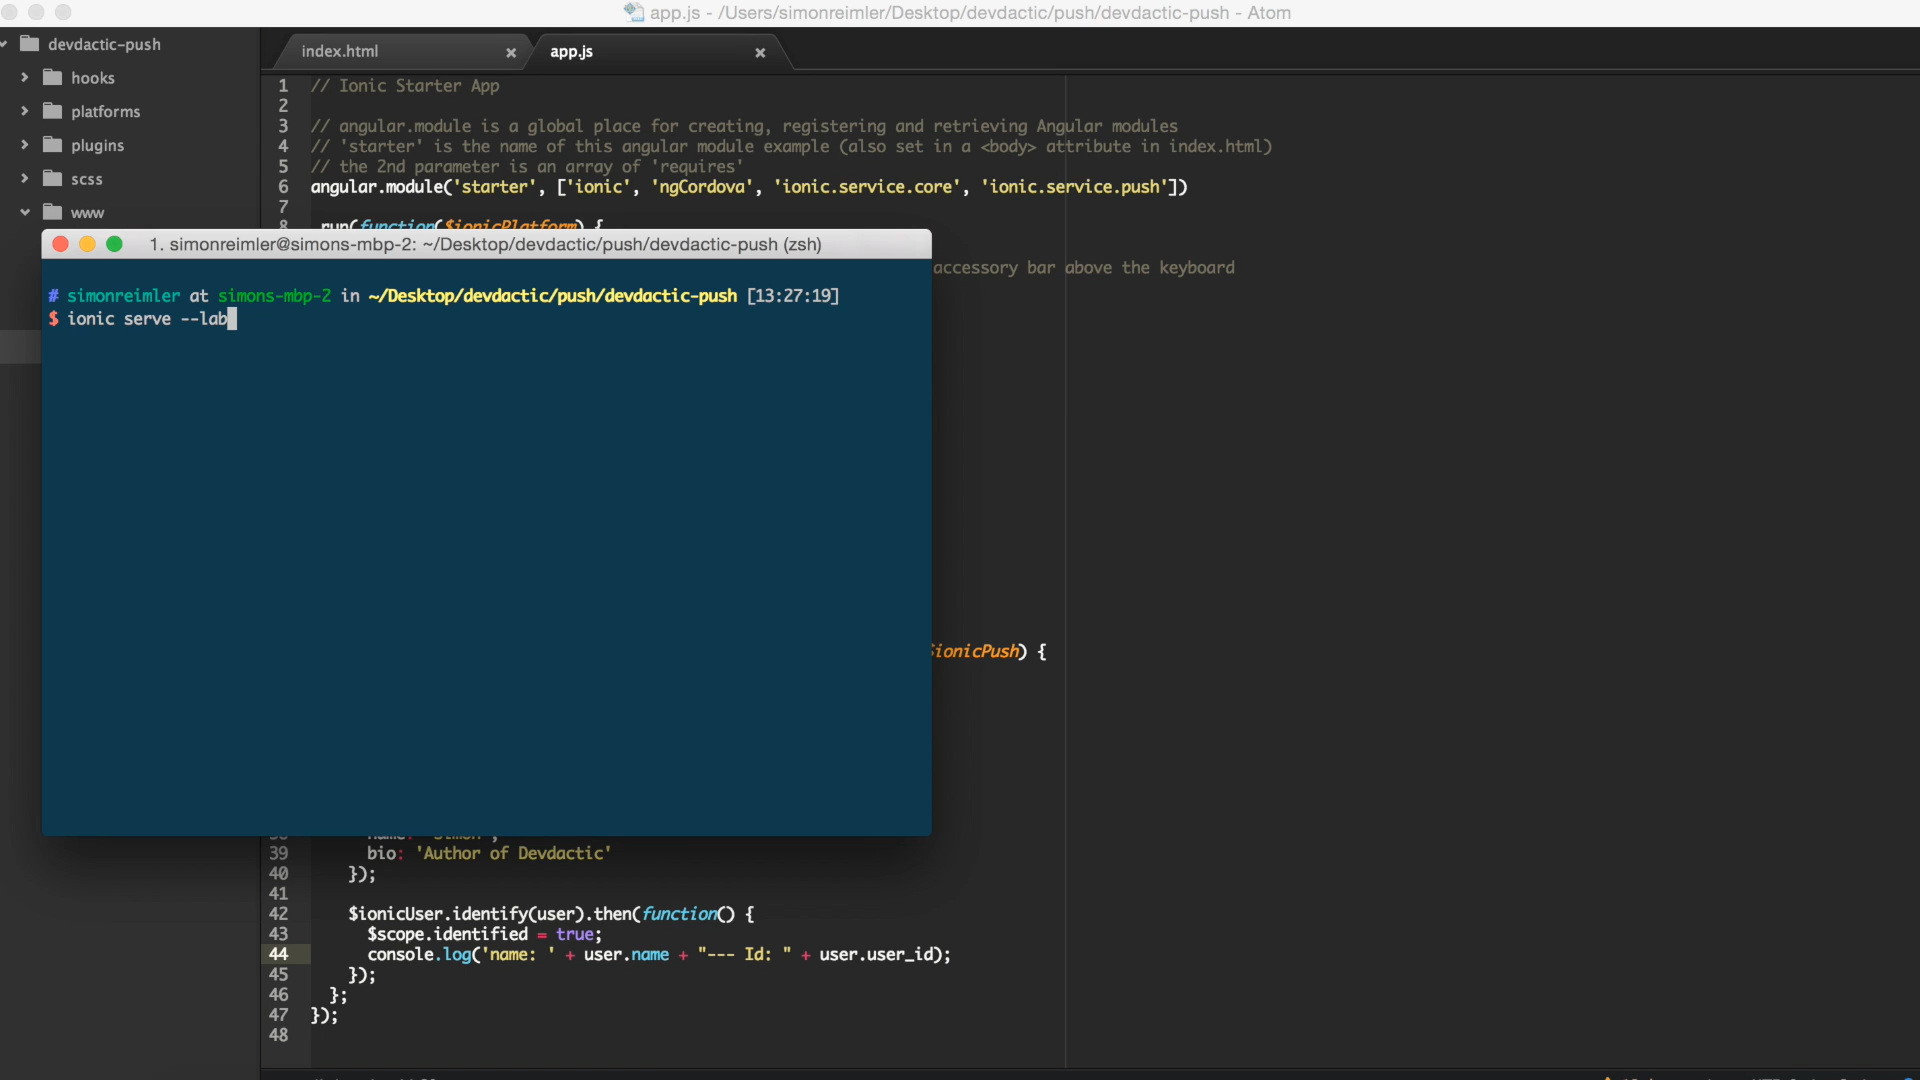 app.js - /Users/simonreimler/Desktop/devdactic/push/devdactic-push - Atom
devdactic-push
hooks
platforms
plugins
scss
www
index.html
app.js
1 // Ionic Starter App
2
3 // angular.module is a global place for creating, registering and retrieving Angular modules
4 // 'starter' is the name of this angular module example (also set in a <body> attribute in index.html)
5 // the 2nd parameter is an array of 'requires'
6 angular.module('starter', ['ionic', 'ngCordova', 'ionic.service.core', 'ionic.service.push'])
7
8 run(function($ionicPlatform) {
accessory bar above the keyboard
1. simonreimler@simons-mbp-2: ~/Desktop/devdactic/push/devdactic-push (zsh)
# simonreimler at simons-mbp-2 in ~/Desktop/devdactic/push/devdactic-push [13:27:19]
$ ionic serve --lab
$ionicPush) {
39 bio: 'Author of Devdactic'
40 });
41
42 $ionicUser.identify(user).then(function() {
43 $scope.identified = true;
44 console.log('name: ' + user.name + "--- Id: " + user.user_id);
45 });
46 };
47 });
48